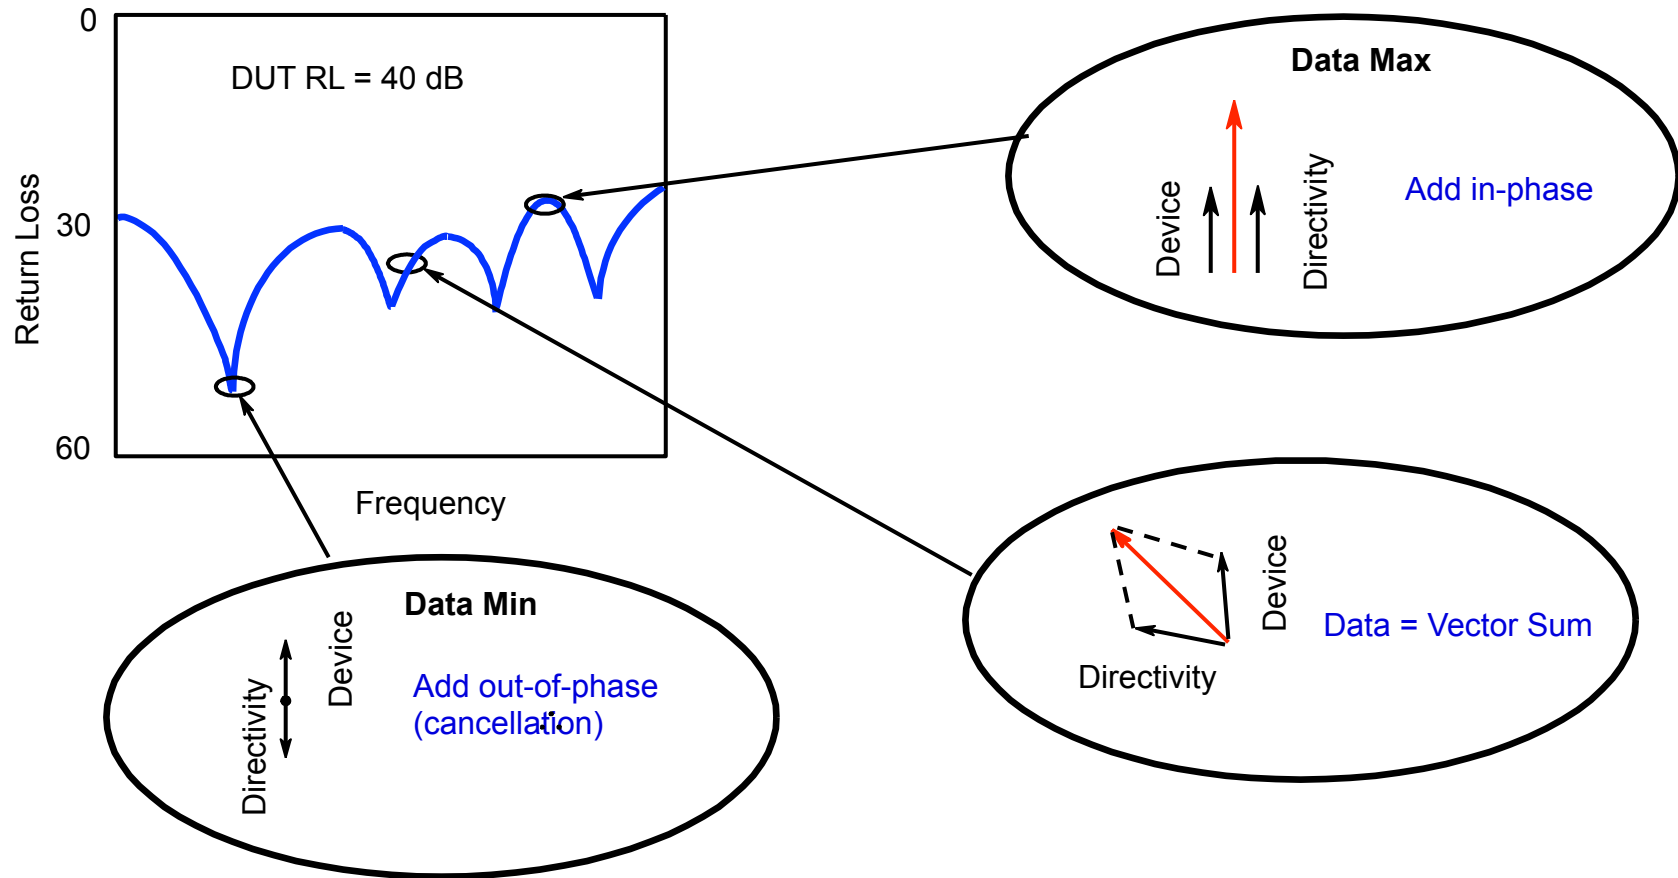 0
DUT RL = 40 dB
Return Loss
30
60
Frequency
Data Max
Device
Directivity
Add in-phase
Data Min
Directivity
Device
Add out-of-phase
(cancellation)
Device
Directivity
Data = Vector Sum